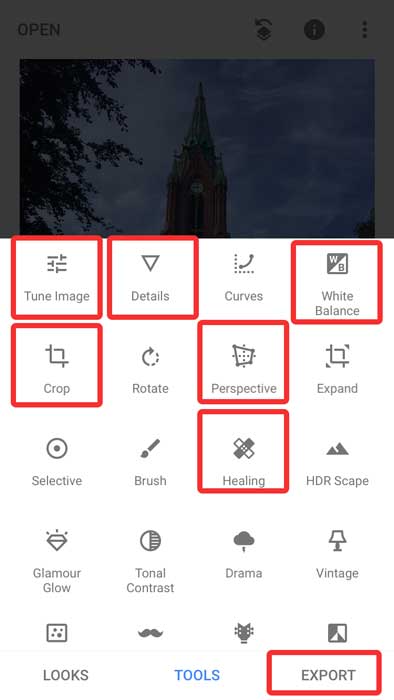 OPEN
Tune Image
Details
Curves
W
B
White
Balance
Crop
Rotate
Perspective
Expand
Selective
Brush
Healing
HDR Scape
Glamour
Glow
Tonal
Contrast
Drama
Vintage
LOOKS
TOOLS
EXPORT